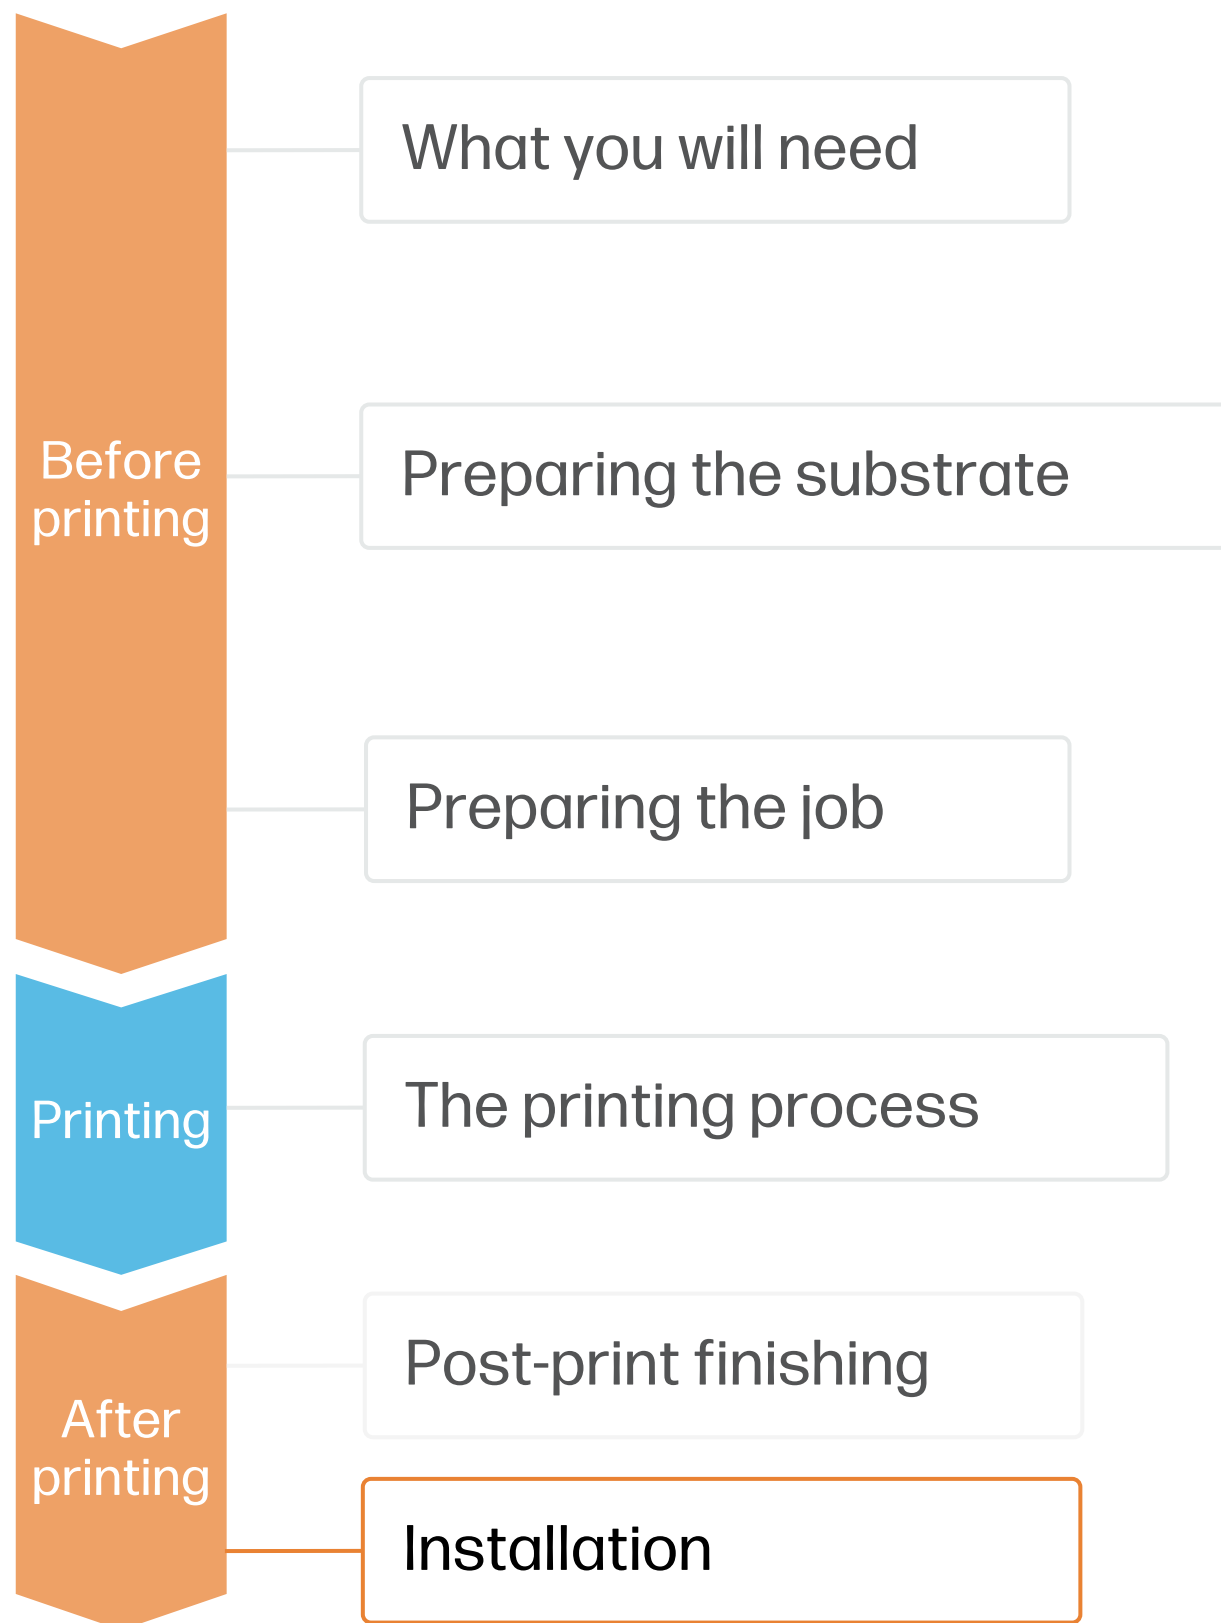 What you will need
Before
printing
Preparing the substrate
Preparing the job
Printing
The printing process
After
printing
Post-print finishing
Installation